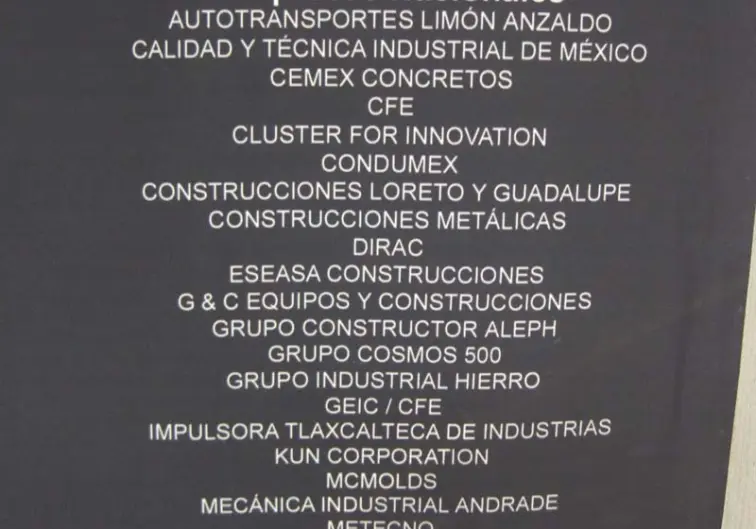 AUTOTRANSPORTES LIMÓN ANZALDO
CALIDAD Y TÉCNICA INDUSTRIAL DE MÉXICO
CEMEX CONCRETOS
CFE
CLUSTER FOR INNOVATION
CONDUMEX
CONSTRUCCIONES LORETO Y GUADALUPE
CONSTRUCCIONES METÁLICAS
DIRAC
ESEASA CONSTRUCCIONES
G & C EQUIPOS Y CONSTRUCCIONES
GRUPO CONSTRUCTOR ALEPH
GRUPO COSMOS 500
GRUPO INDUSTRIAL HIERRO
GEIC / CFE
IMPULSORA TLAXCALTECA DE INDUSTRIAS
KUN CORPORATION
MCMOLDS
MECÁNICA INDUSTRIAL ANDRADE
METECNO